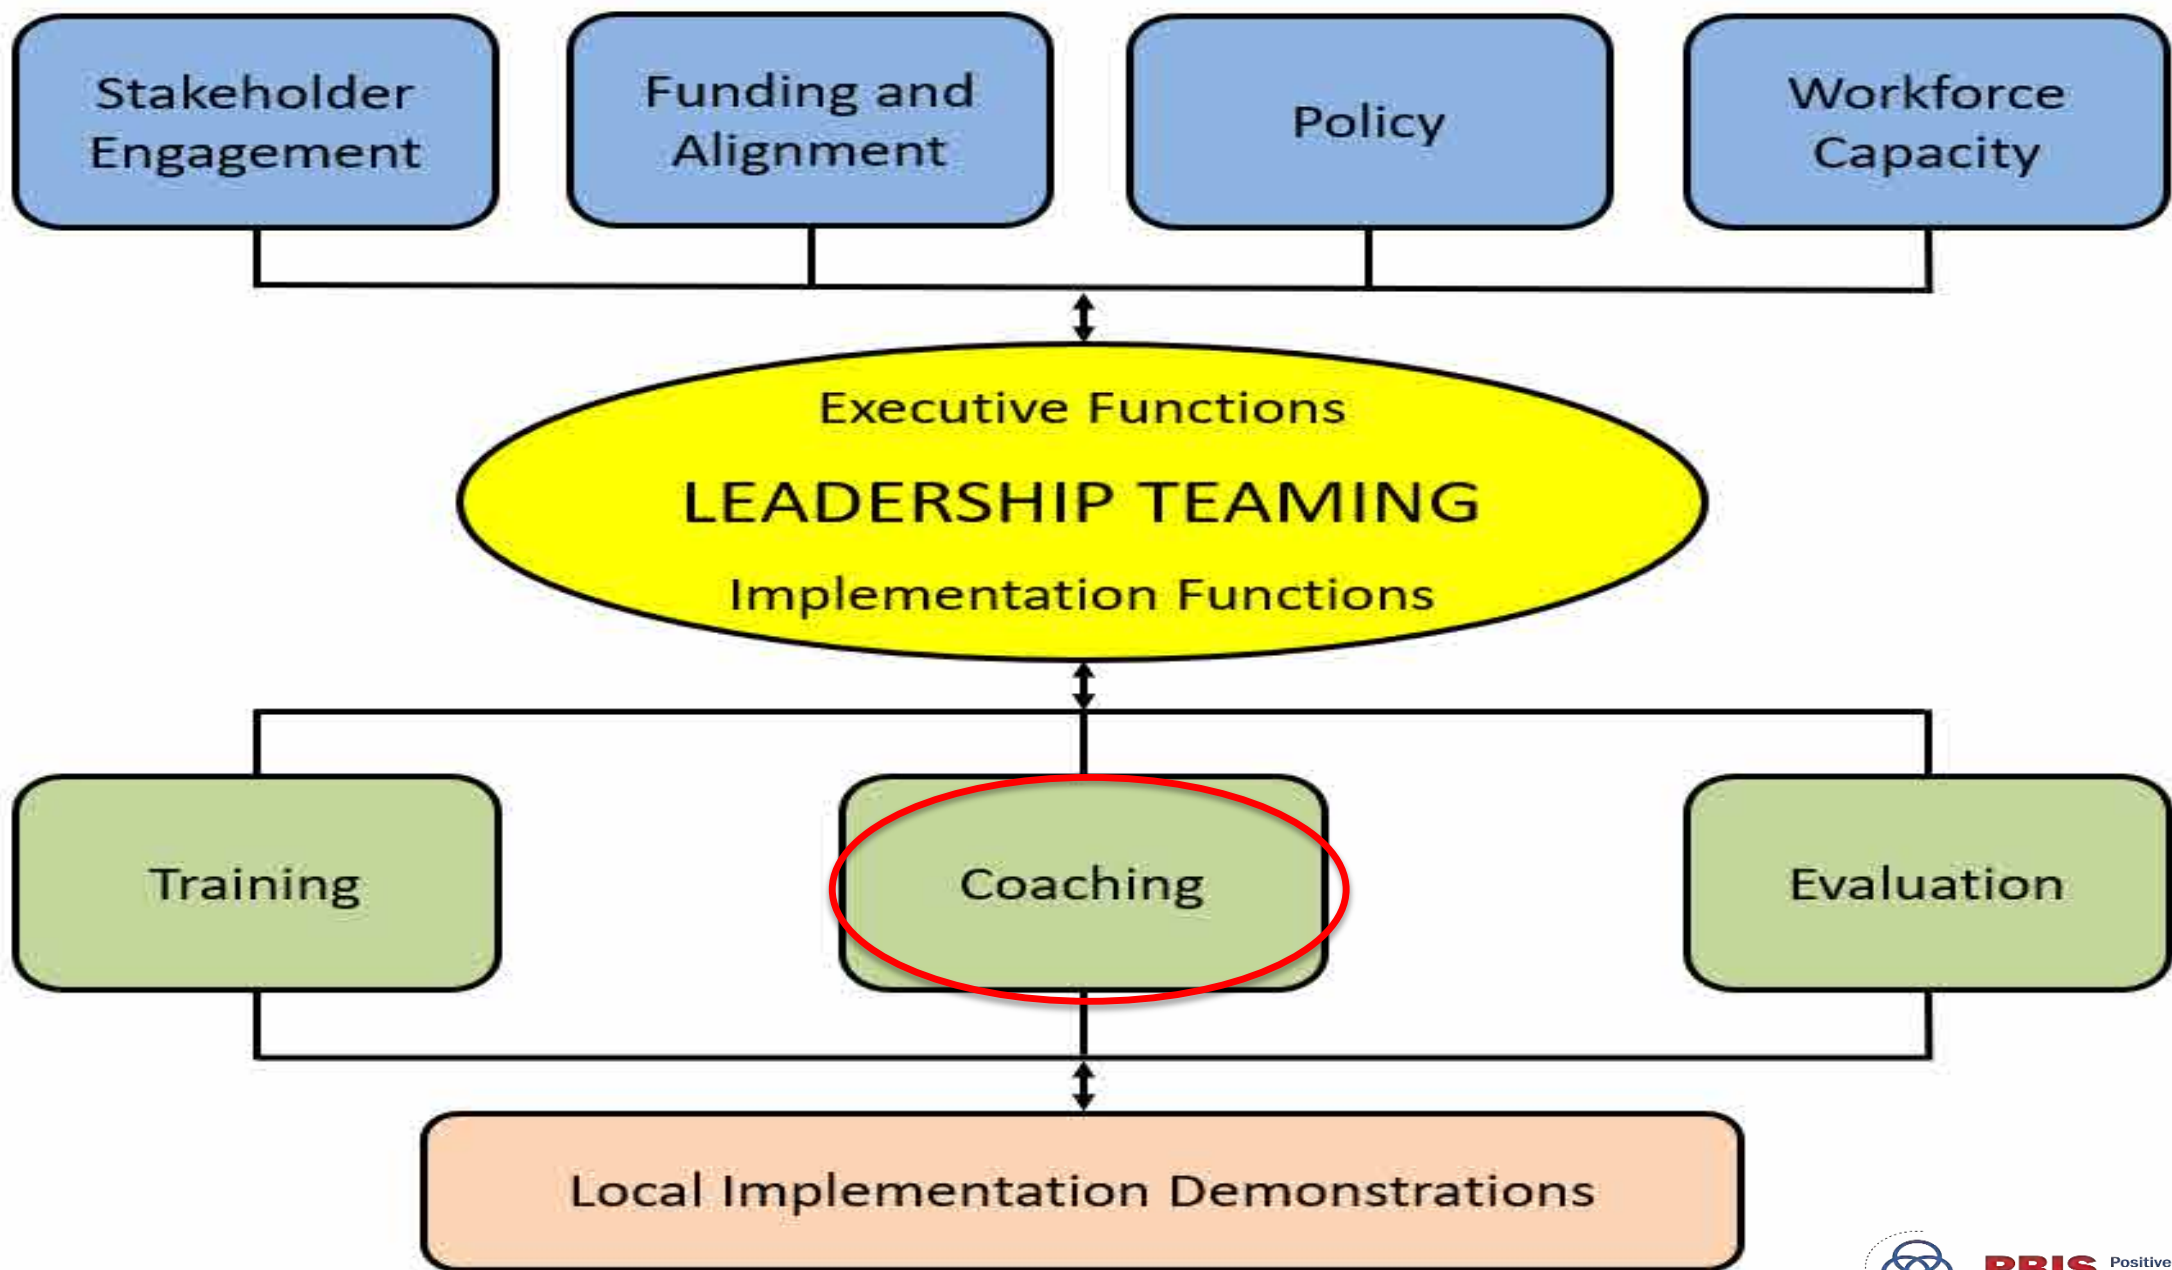 Stakeholder
Engagement
Funding and
Alignment
Policy
Workforce
Capacity
Executive Functions
LEADERSHIP TEAMING
Implementation Functions
Training
Coaching
Evaluation
Local Implementation Demonstrations
PBIS
Positive